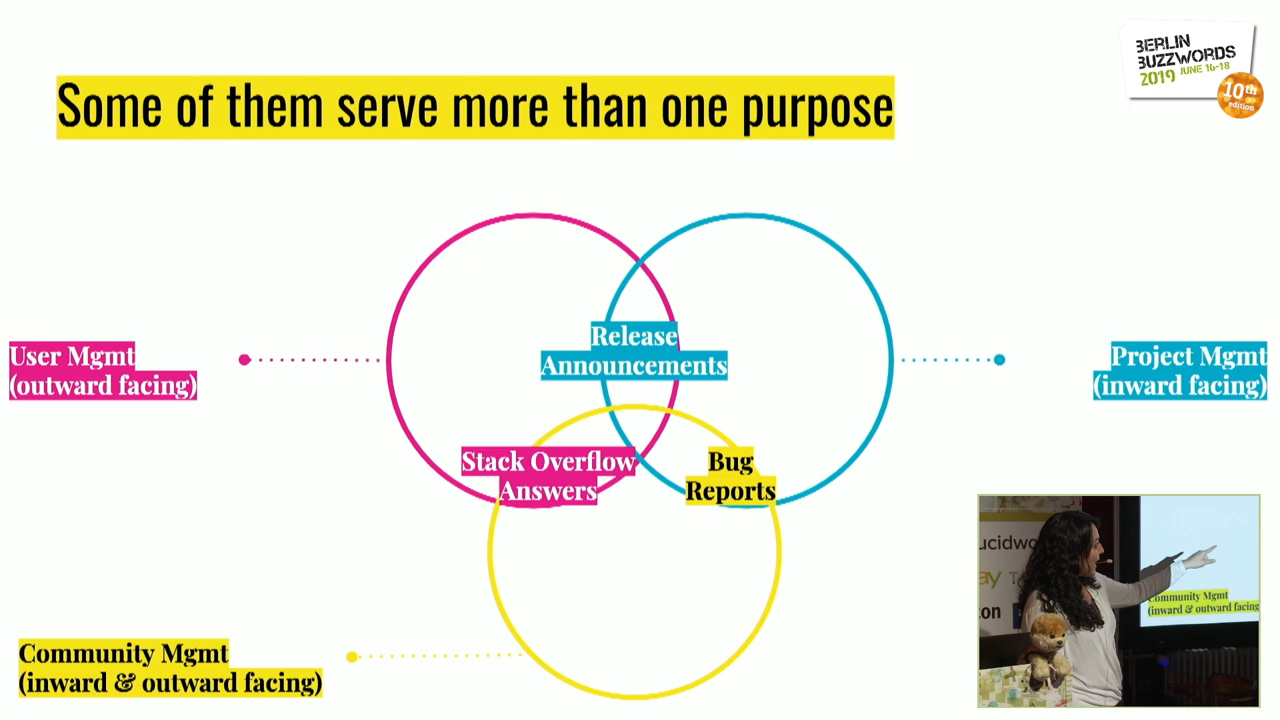 BERLIN
BUZZWORDS
2019 JUNE 16-18
10th
edition
Some of them serve more than one purpose
Release
Announcements
User Mgmt
(outward facing)
Project Mgmt
(inward facing)
Stack Overflow
Answers
Bug
Reports
Community Mgmt
(inward & outward facing)
ucidwo
ay
Community Mgmt
(inward & outward facing